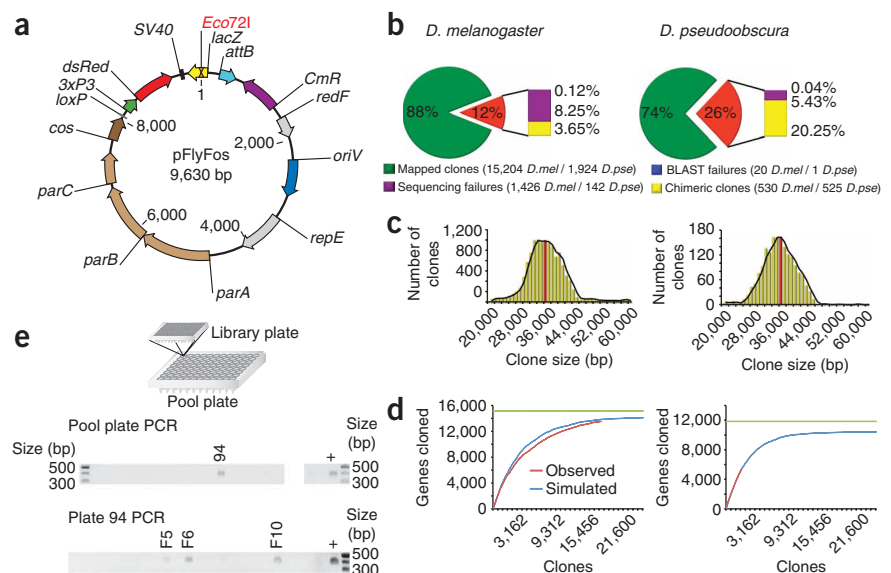 a
Eco72I
lacZ
attB
SV40
dsRed
3xP3
loxP
cos
parC
parB
parA
repE
oriV
redF
CmR
1
2,000
4,000
6,000
8,000
pFlyFos
9,630 bp
b
D. melanogaster
D. pseudoobscura
88%
12%
0.12%
8.25%
3.65%
74%
26%
0.04%
5.43%
20.25%
Mapped clones (15,204 D.mel / 1,924 D.pse)
BLAST failures (20 D.mel / 1 D.pse)
Sequencing failures (1,426 D.mel / 142 D.pse)
Chimeric clones (530 D.mel / 525 D.pse)
c
Number of
clones
1,200
800
400
0
20,000
28,000
36,000
44,000
52,000
60,000
Clone size (bp)
Number of
clones
180
120
60
0
20,000
28,000
36,000
44,000
52,000
60,000
Clone size (bp)
d
Genes cloned
16,000
12,000
8,000
4,000
0
Observed
Simulated
3,162
9,312
15,456
21,600
Clones
Genes cloned
12,000
8,000
4,000
0
3,162
9,312
15,456
21,600
Clones
e
Library plate
Pool plate
Pool plate PCR
Size (bp)
500
300
94
+
Size
(bp)
500
300
Plate 94 PCR
F5
F6
F10
+
Size
(bp)
500
300